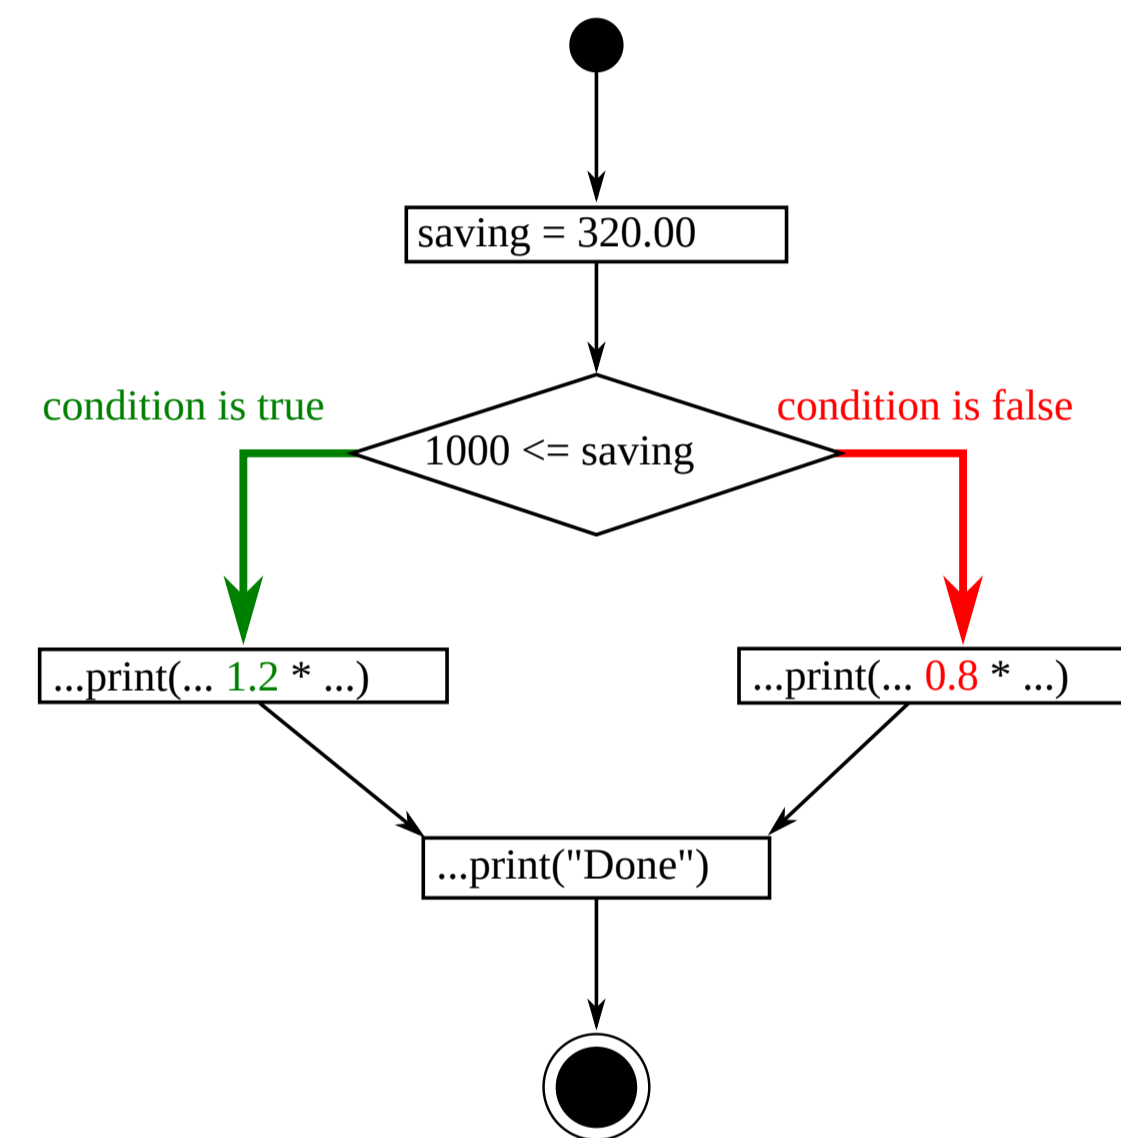 saving = 320.00
condition is true
condition is false
1000 <= saving
...print(... 1.2 * ...)
...print(... 0.8 * ...)
...print("Done")